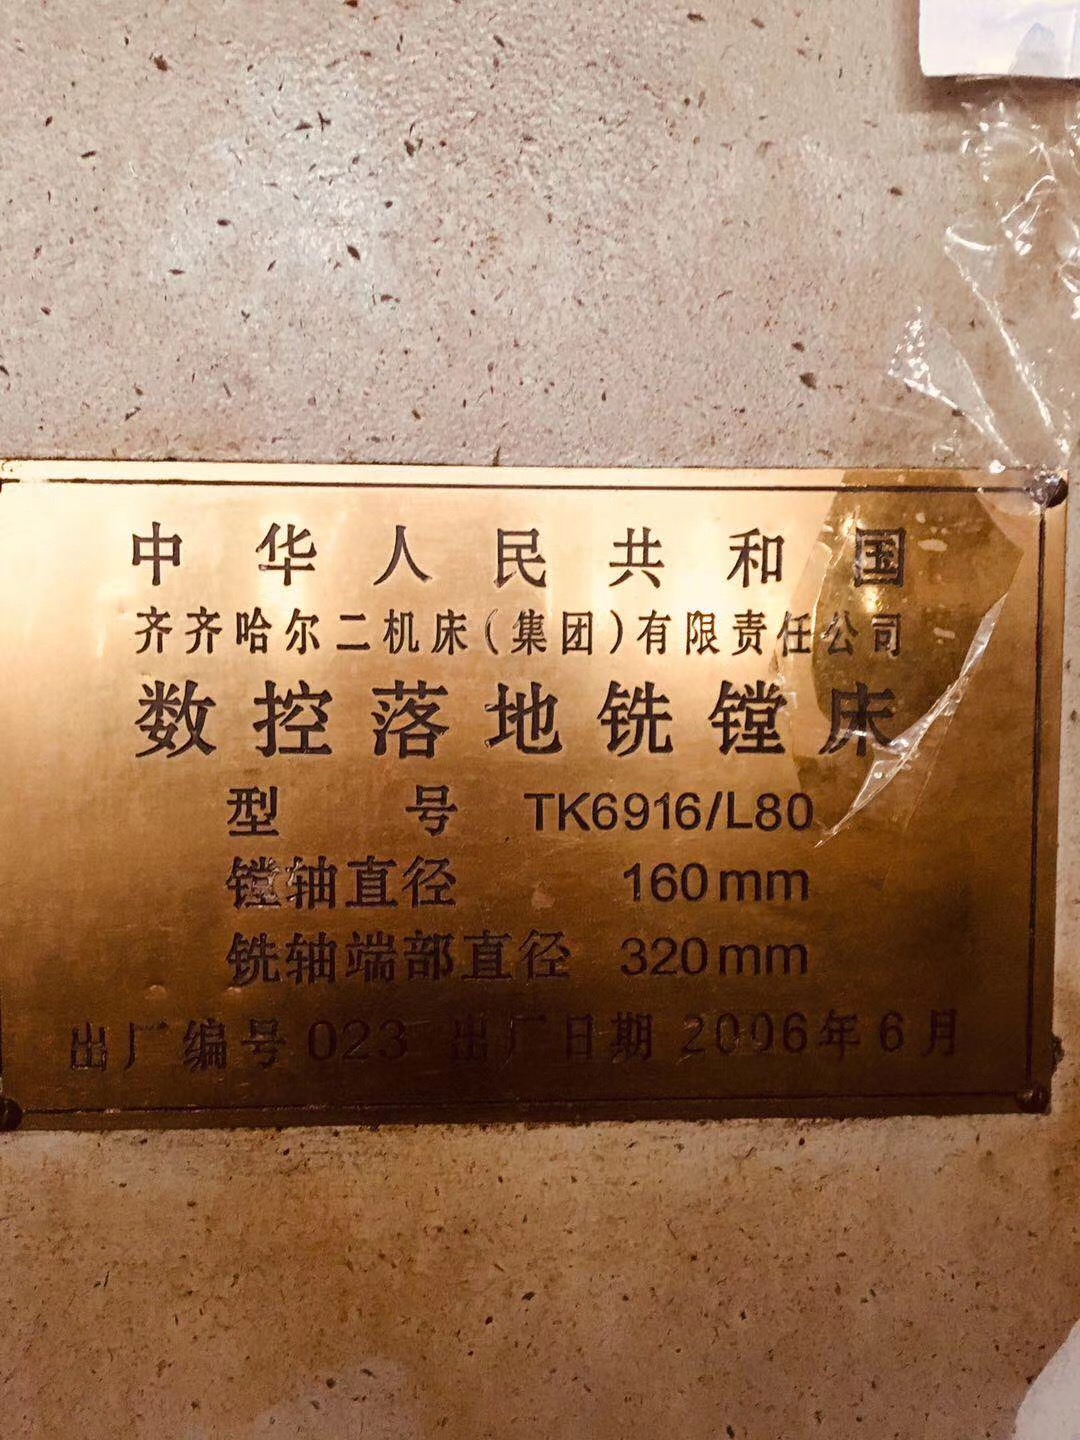 中华人民共和国
齐齐哈尔二机床(集团)有限责任公司
数控落地铣镗床
型号 TK6916/L80
镗轴直径 160mm
铣轴端部直径 320mm
出厂编号 023 出厂日期 2006年6月